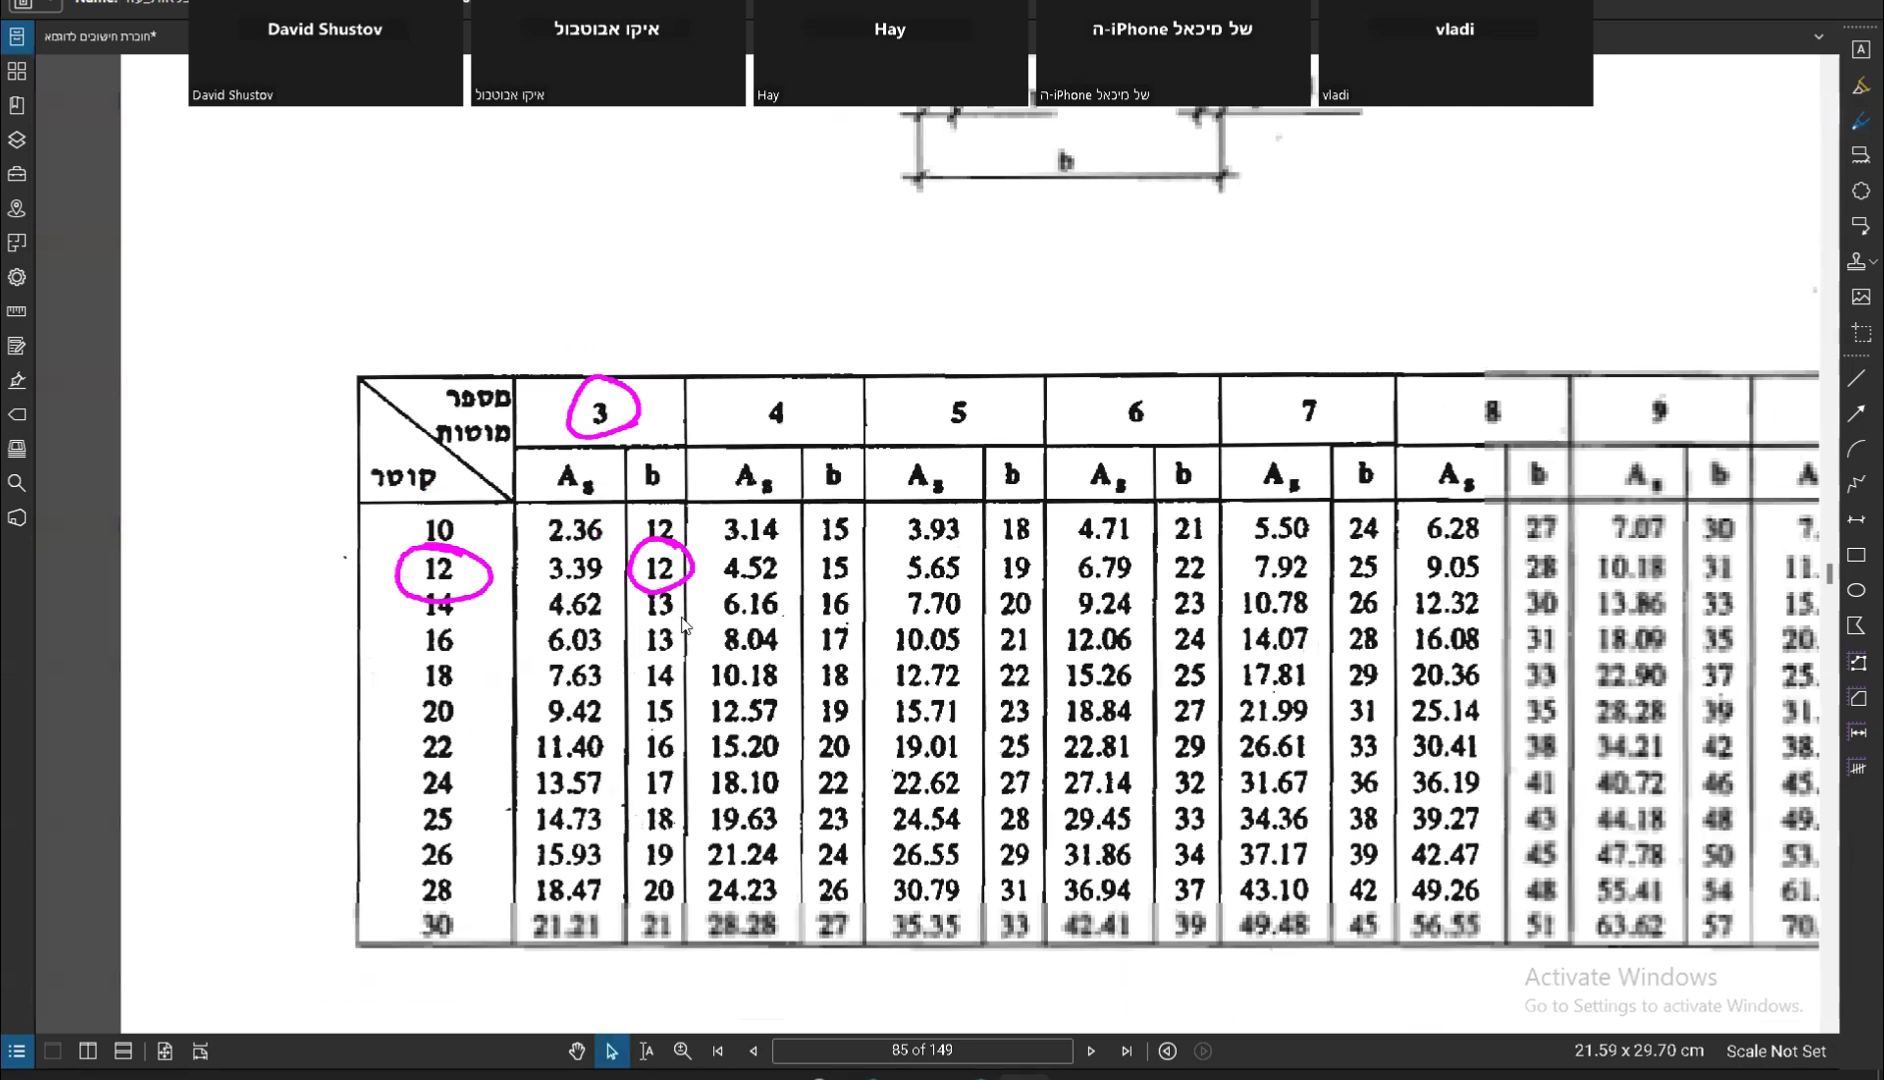 David Shustov
איקו אבוטבול
Hay
ה-iPhone של מיכאל
vladi
David Shustov
איקו אבוטבול
Hay
ה-iPhone של מיכאל
vladi
*חוברת חישובים לדוגמא
b
מספר מוטות 3 4 5 6 7 8 9
קוטר As b As b As b As b As b As b As b A
10 2.36 12 3.14 15 3.93 18 4.71 21 5.50 24 6.28 27 7.07 30 7.
12 3.39 12 4.52 15 5.65 19 6.79 22 7.92 25 9.05 28 10.18 31 11.
14 4.62 13 6.16 16 7.70 20 9.24 23 10.78 26 12.32 30 13.86 33 15.
16 6.03 13 8.04 17 10.05 21 12.06 24 14.07 28 16.08 31 18.09 35 20.
18 7.63 14 10.18 18 12.72 22 15.26 25 17.81 29 20.36 33 22.90 37 25.
20 9.42 15 12.57 19 15.71 23 18.84 27 21.99 31 25.14 35 28.28 39 31.
22 11.40 16 15.20 20 19.01 25 22.81 29 26.61 33 30.41 38 34.21 42 38.
24 13.57 17 18.10 22 22.62 27 27.14 32 31.67 36 36.19 41 40.72 46 45.
25 14.73 18 19.63 23 24.54 28 29.45 33 34.36 38 39.27 43 44.18 48 49.
26 15.93 19 21.24 24 26.55 29 31.86 34 37.17 39 42.47 45 47.78 50 53.
28 18.47 20 24.23 26 30.79 31 36.94 37 43.10 42 49.26 48 55.41 54 61.
30 21.21 21 28.28 27 35.35 33 42.41 39 49.48 45 56.55 51 63.62 57 70.
Activate Windows
Go to Settings to activate Windows.
85 of 149
21.59 x 29.70 cm
Scale Not Set